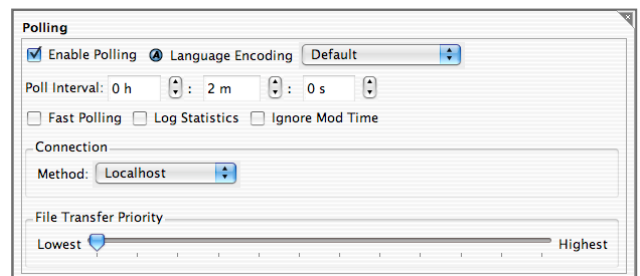 Polling
Enable Polling A Language Encoding Default
Poll Interval: 0 h : 2 m : 0 s
Fast Polling Log Statistics Ignore Mod Time
Connection
Method: Localhost
File Transfer Priority
Lowest Highest